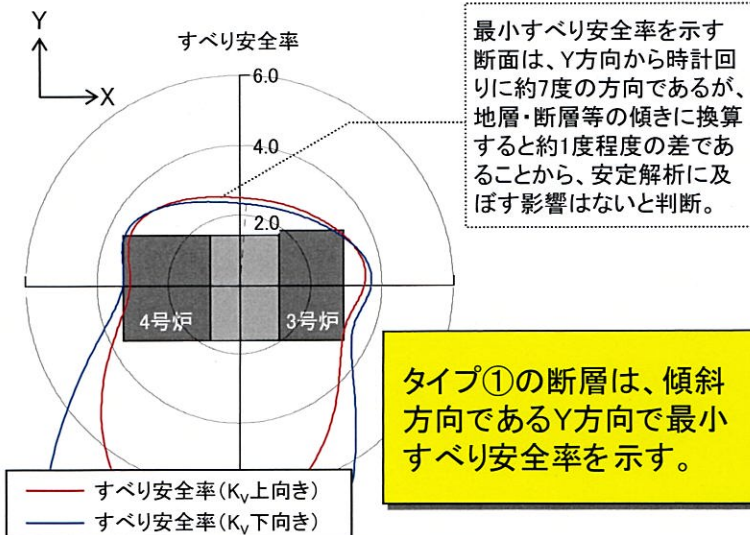 Y
X
すべり安全率
6.0
4.0
2.0
最小すべり安全率を示す
断面は、Y方向から時計回
りに約7度の方向であるが、
地層・断層等の傾きに換算
すると約1度程度の差であ
ることから、安定解析に及
ぼす影響はないと判断。
4号炉
3号炉
タイプ①の断層は、傾斜
方向であるY方向で最小
すべり安全率を示す。
すべり安全率(KV上向き)
すべり安全率(KV下向き)